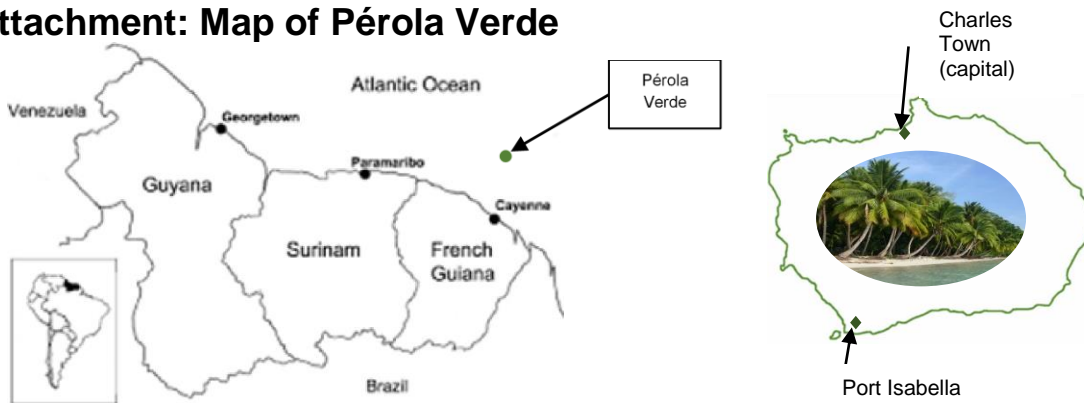 ttachment: Map of Pérola Verde
Venezuela
Georgetown
Atlantic Ocean
Pérola
Verde
Guyana
Paramaribo
Surinam
Cayenne
French
Guiana
Brazil
Charles
Town
(capital)
Port Isabella